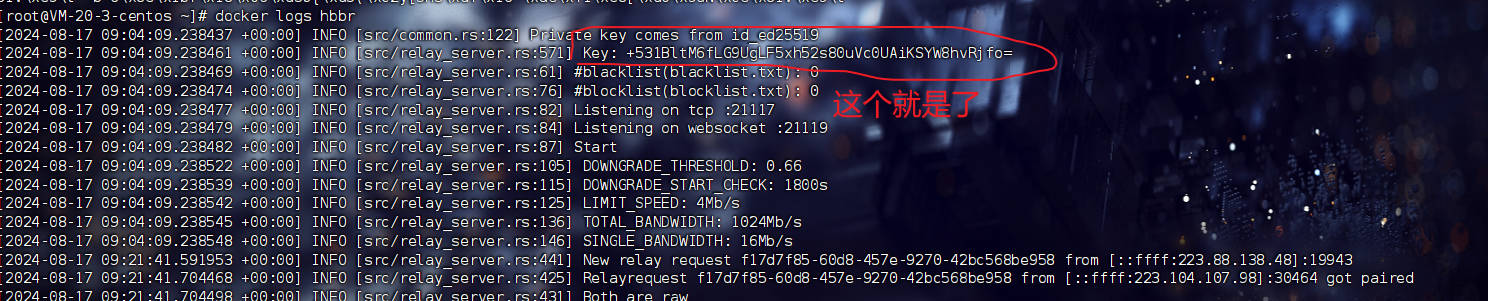 [root@VM-20-3-centos ~]# docker logs hbbr
[2024-08-17 09:04:09.238437 +00:00] INFO [src/common.rs:122] Private key comes from id_ed25519
[2024-08-17 09:04:09.238461 +00:00] INFO [src/relay_server.rs:571] Key: +531BltM6fLG9UgLF5xh52s80uVc0UAiKSYW8hvRjfo=
[2024-08-17 09:04:09.238469 +00:00] INFO [src/relay_server.rs:61] #blacklist(blacklist.txt): 0
[2024-08-17 09:04:09.238474 +00:00] INFO [src/relay_server.rs:76] #blocklist(blocklist.txt): 0
这个就是了
[2024-08-17 09:04:09.238477 +00:00] INFO [src/relay_server.rs:82] Listening on tcp :21117
[2024-08-17 09:04:09.238479 +00:00] INFO [src/relay_server.rs:84] Listening on websocket :21119
[2024-08-17 09:04:09.238482 +00:00] INFO [src/relay_server.rs:87] Start
[2024-08-17 09:04:09.238522 +00:00] INFO [src/relay_server.rs:105] DOWNGRADE_THRESHOLD: 0.66
[2024-08-17 09:04:09.238539 +00:00] INFO [src/relay_server.rs:115] DOWNGRADE_START_CHECK: 1800s
[2024-08-17 09:04:09.238542 +00:00] INFO [src/relay_server.rs:125] LIMIT_SPEED: 4Mb/s
[2024-08-17 09:04:09.238545 +00:00] INFO [src/relay_server.rs:136] TOTAL_BANDWIDTH: 1024Mb/s
[2024-08-17 09:04:09.238548 +00:00] INFO [src/relay_server.rs:146] SINGLE_BANDWIDTH: 16Mb/s
[2024-08-17 09:21:41.591953 +00:00] INFO [src/relay_server.rs:441] New relay request f17d7f85-60d8-457e-9270-42bc568be958 from [::ffff:223.88.138.48]:19943
[2024-08-17 09:21:41.704468 +00:00] INFO [src/relay_server.rs:425] Relayrequest f17d7f85-60d8-457e-9270-42bc568be958 from [::ffff:223.104.107.98]:30464 got paired
[2024-08-17 09:21:41.704498 +00:00] INFO [src/relay_server.rs:431] Both are raw